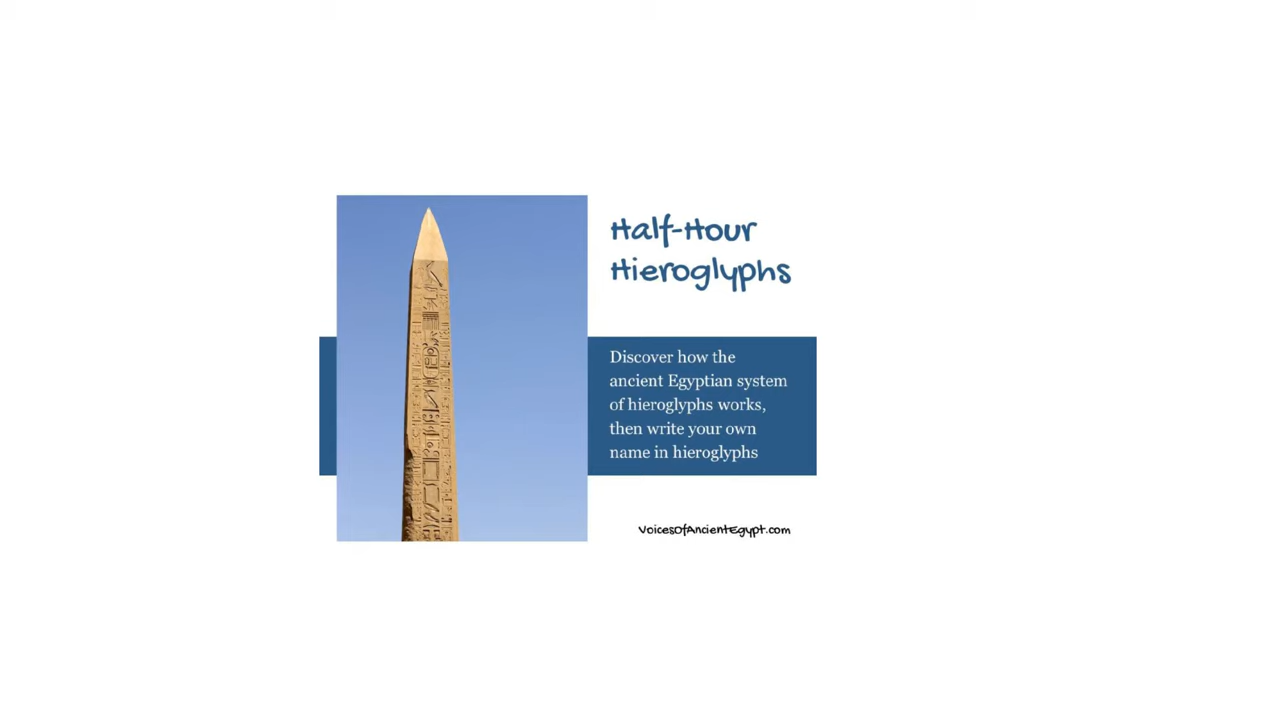 Half-Hour
Hieroglyphs
Discover how the
ancient Egyptian system
of hieroglyphs works,
then write your own
name in hieroglyphs
VoicesOfAncientEgypt.com